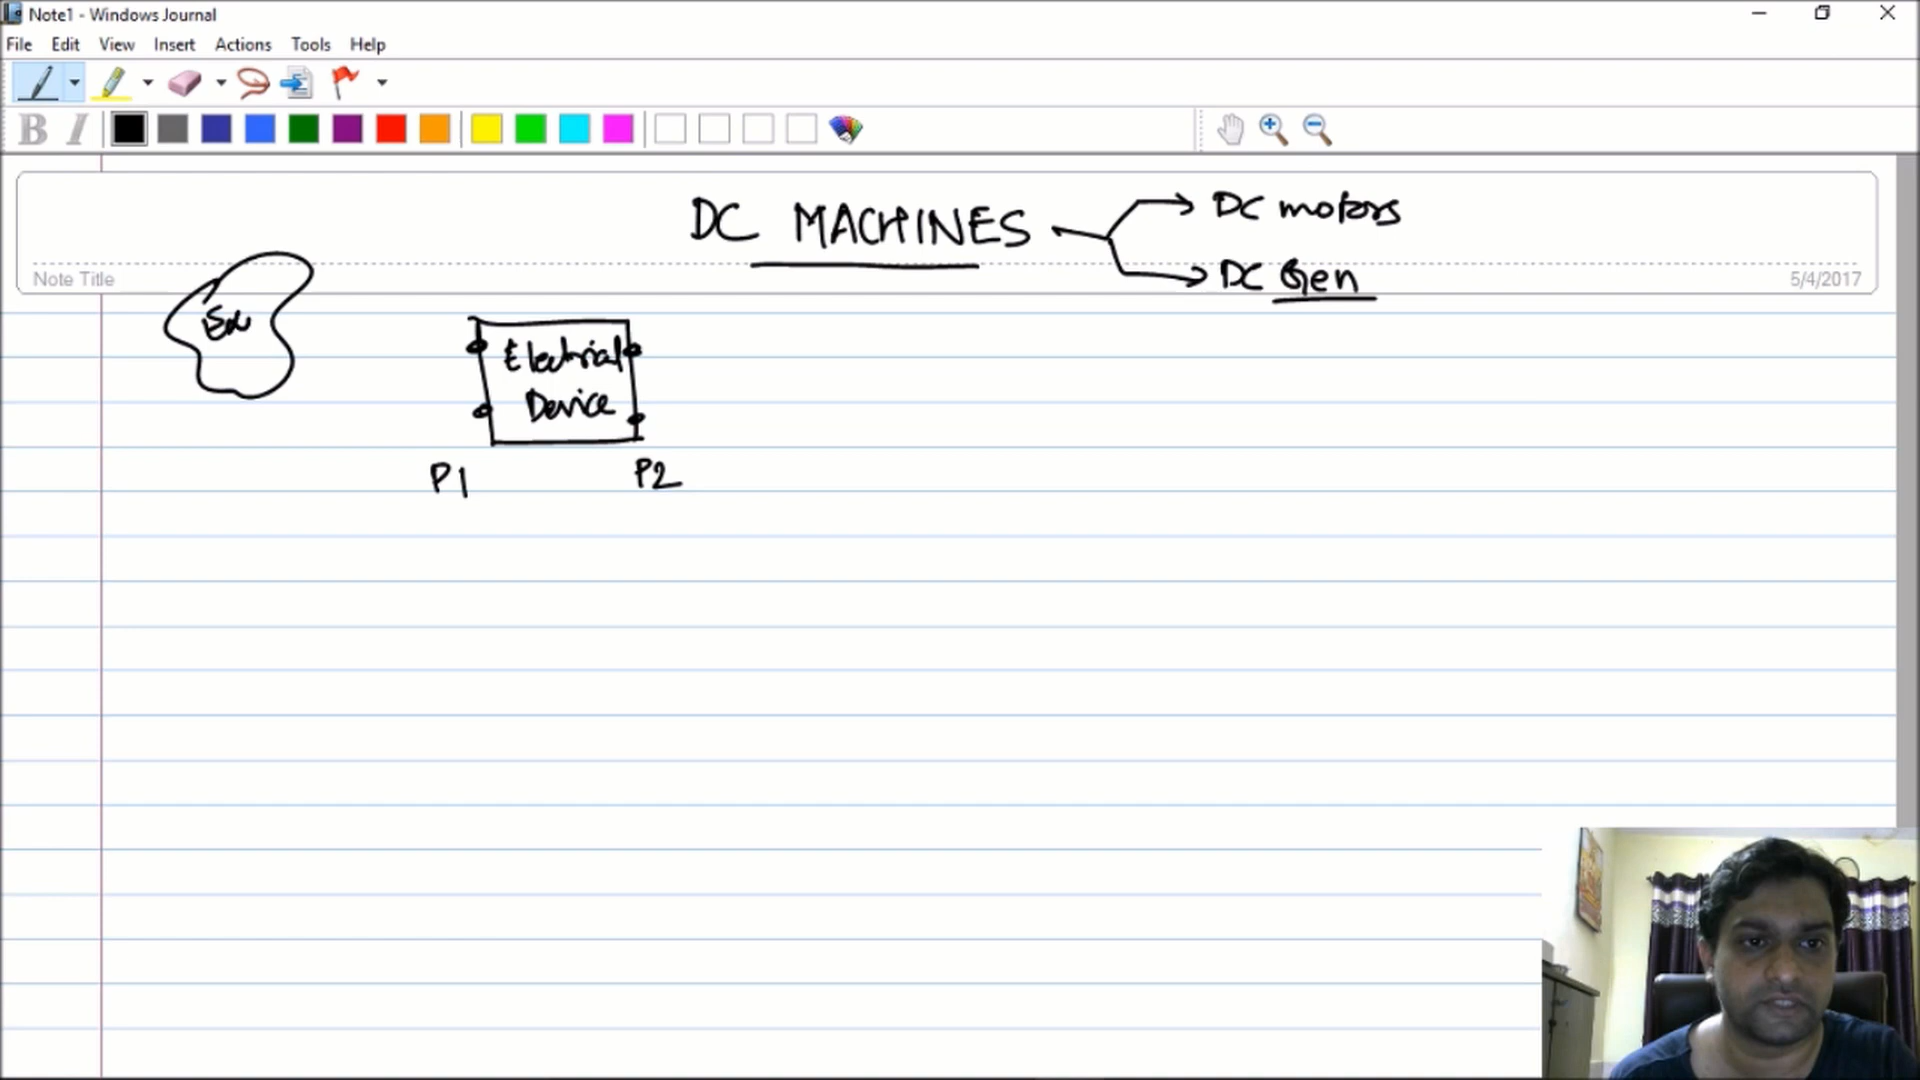 Note1 - Windows Journal
File Edit View Insert Actions Tools Help
B I
DC MACHINES
DC motors
DC Gen
Note Title
5/4/2017
Electrical
Device
P1
P2